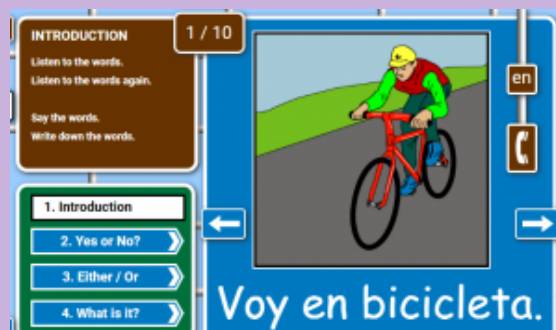 INTRODUCTION
1 / 10
Listen to the words.
Listen to the words again.
Say the words.
Write down the words.
en
1. Introduction
2. Yes or No?
3. Either / Or
4. What is it?
Voy en bicicleta.